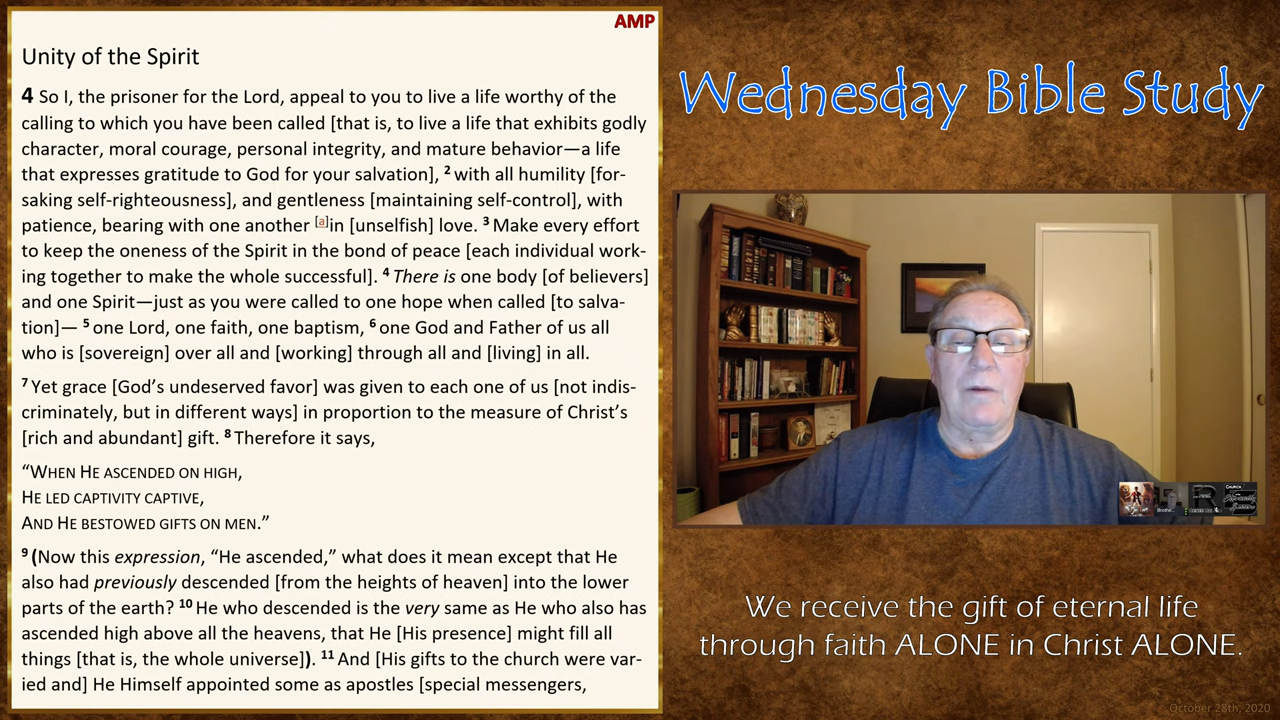 AMP
Unity of the Spirit
4 So I, the prisoner for the Lord, appeal to you to live a life worthy of the
calling to which you have been called [that is, to live a life that exhibits godly
character, moral courage, personal integrity, and mature behavior—a life
that expresses gratitude to God for your salvation], 2 with all humility [for-
saking self-righteousness], and gentleness [maintaining self-control], with
patience, bearing with one another [a]in [unselfish] love. 3 Make every effort
to keep the oneness of the Spirit in the bond of peace [each individual work-
ing together to make the whole successful]. 4 There is one body [of believers]
and one Spirit—just as you were called to one hope when called [to salva-
tion]— 5 one Lord, one faith, one baptism, 6 one God and Father of us all
who is [sovereign] over all and [working] through all and [living] in all.
7 Yet grace [God’s undeserved favor] was given to each one of us [not indis-
criminately, but in different ways] in proportion to the measure of Christ’s
[rich and abundant] gift. 8 Therefore it says,
“WHEN HE ASCENDED ON HIGH,
HE LED CAPTIVITY CAPTIVE,
AND HE BESTOWED GIFTS ON MEN.”
9 (Now this expression, “He ascended,” what does it mean except that He
also had previously descended [from the heights of heaven] into the lower
parts of the earth? 10 He who descended is the very same as He who also has
ascended high above all the heavens, that He [His presence] might fill all
things [that is, the whole universe]). 11 And [His gifts to the church were var-
ied and] He Himself appointed some as apostles [special messengers,
Wednesday Bible Study
We receive the gift of eternal life
through faith ALONE in Christ ALONE.
October 28th, 2020